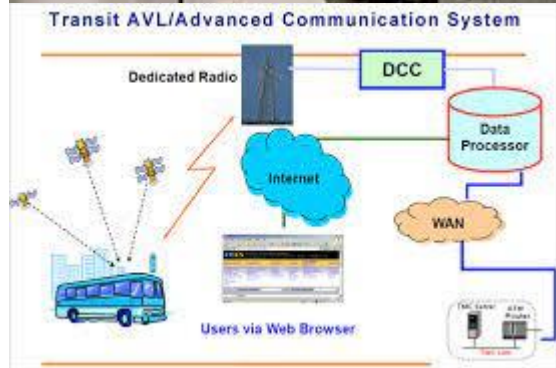 Transit AVL/Advanced Communication System
Dedicated Radio
DCC
Data
Processor
Internet
WAN
Users via Web Browser